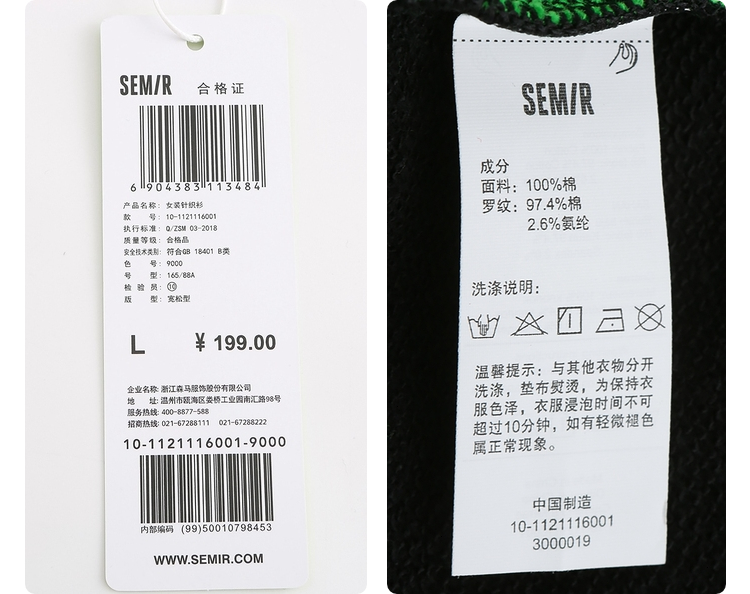 SEMIR 合格证
6 904383 113484
产品名称: 女装针织衫
款 号: 10-1121116001
执行标准: Q/ZSM 03-2018
质量等级: 合格品
安全技术类别: 符合GB 18401 B类
色 号: 9000
号 型: 165/88A
检 验 员: ⑩
版 型: 宽松型
L ¥ 199.00
企业名称: 浙江森马服饰股份有限公司
地 址: 温州市瓯海区娄桥工业园南汇路98号
服务热线: 400-8877-588
招商热线: 021-67288111 021-67288222
10-1121116001-9000
内部编码 (99)50010798453
WWW.SEMIR.COM
SEMIR
成分
面料: 100%棉
罗纹: 97.4%棉
2.6%氨纶
洗涤说明:
温馨提示: 与其他衣物分开
洗涤, 垫布熨烫, 为保持衣
服色泽, 衣服浸泡时间不可
超过10分钟, 如有轻微褪色
属正常现象。
中国制造
10-1121116001
3000019